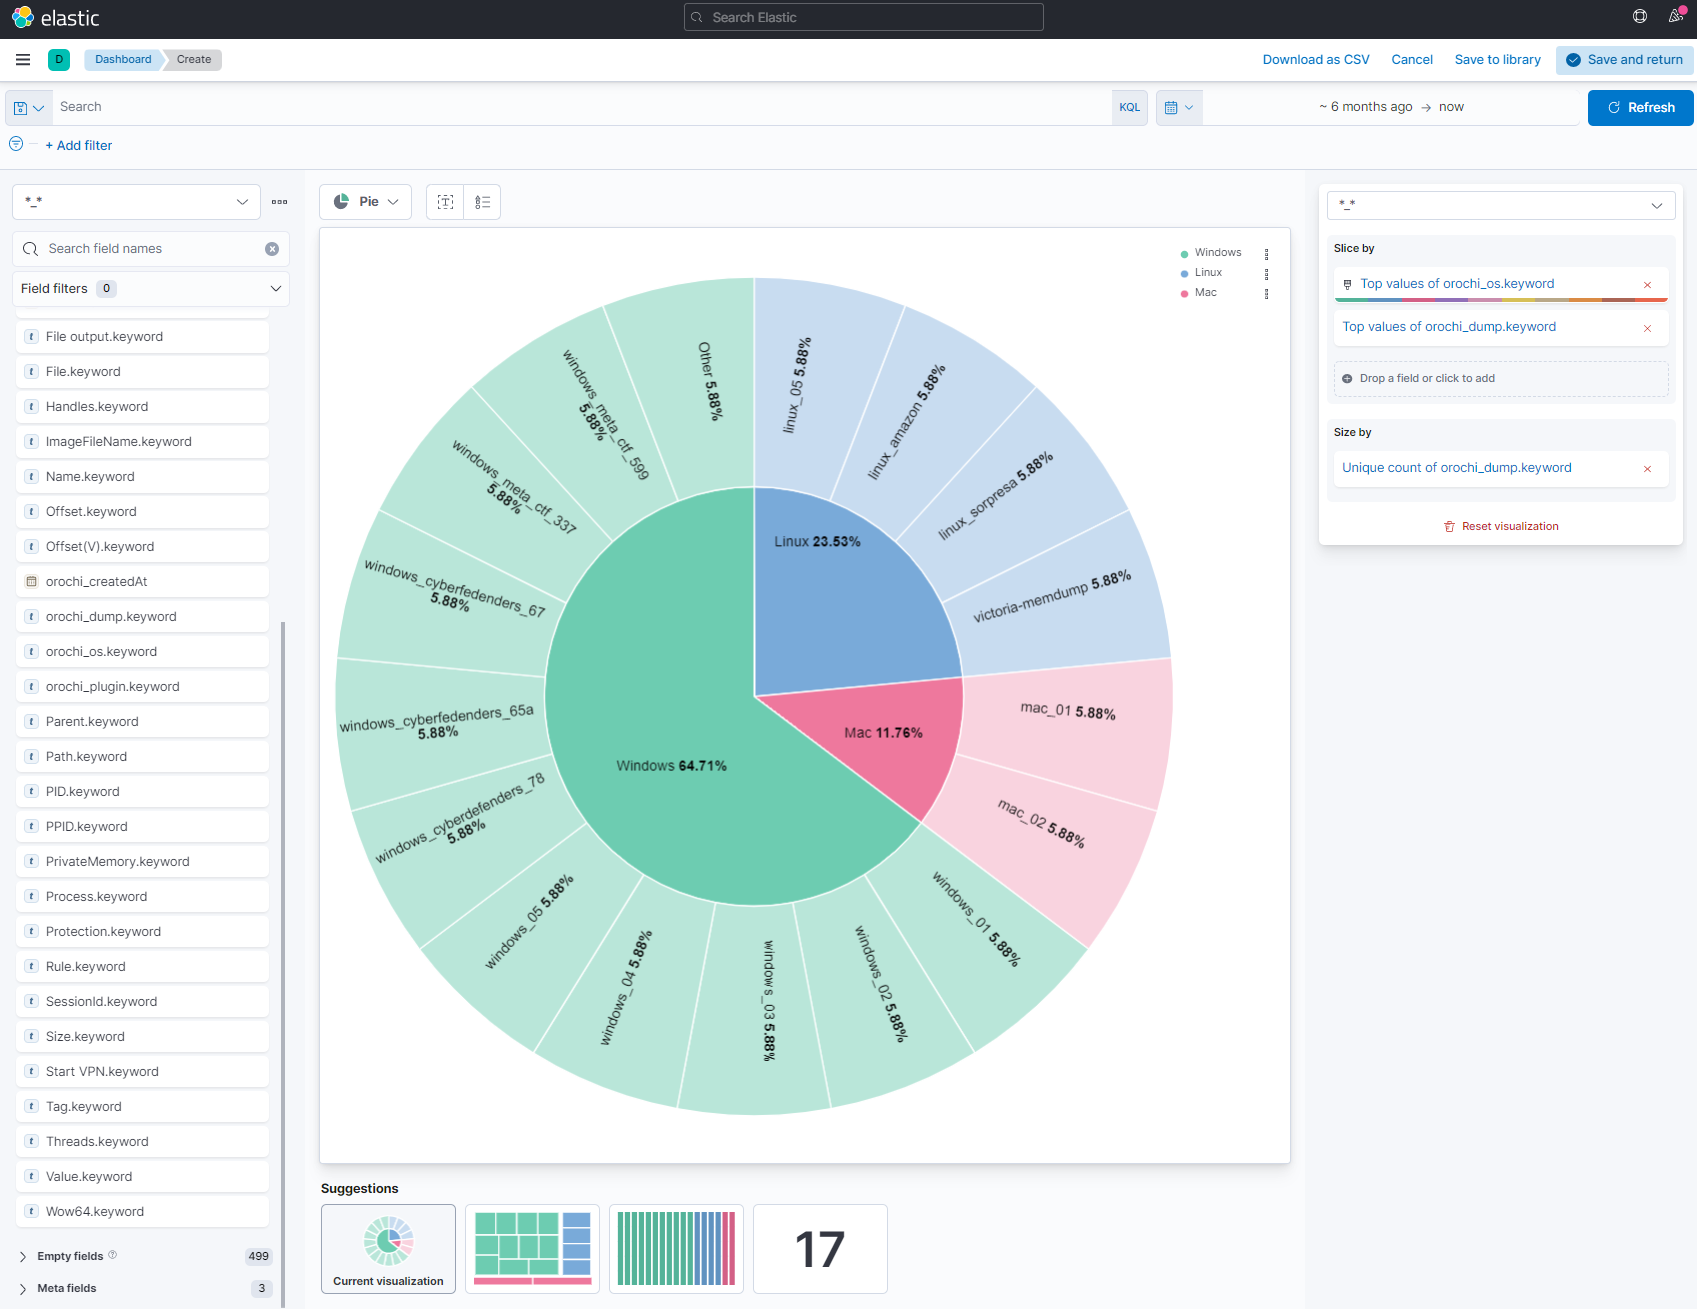 elastic
Search Elastic
D
Dashboard
Create
Download as CSV
Cancel
Save to library
Save and return
Search
KQL
~ 6 months ago → now
Refresh
+ Add filter
*_*
Search field names
Field filters 0
t File output.keyword
t File.keyword
t Handles.keyword
t ImageFileName.keyword
t Name.keyword
t Offset.keyword
t Offset(V).keyword
orochi_createdAt
t orochi_dump.keyword
t orochi_os.keyword
t orochi_plugin.keyword
t Parent.keyword
t Path.keyword
t PID.keyword
t PPID.keyword
t PrivateMemory.keyword
t Process.keyword
t Protection.keyword
t Rule.keyword
t SessionId.keyword
t Size.keyword
t Start VPN.keyword
t Tag.keyword
t Threads.keyword
t Value.keyword
t Wow64.keyword
Empty fields ? 499
Meta fields 3
Pie
T
Windows
Linux
Mac
linux_05 5.88%
linux_amazon 5.88%
linux_sorpresa 5.88%
victoria-memdump 5.88%
mac_01 5.88%
mac_02 5.88%
windows_01 5.88%
windows_02 5.88%
windows_03 5.88%
windows_04 5.88%
windows_05 5.88%
windows_cyberdefenders_78
5.88%
windows_cyberfedenders_65a
5.88%
windows_cyberfedenders_67
5.88%
windows_meta_ctf_337
5.88%
windows_meta_ctf_599
5.88%
Other 5.88%
Linux 23.53%
Mac 11.76%
Windows 64.71%
Suggestions
Current visualization
17
*_*
Slice by
Top values of orochi_os.keyword
Top values of orochi_dump.keyword
Drop a field or click to add
Size by
Unique count of orochi_dump.keyword
Reset visualization